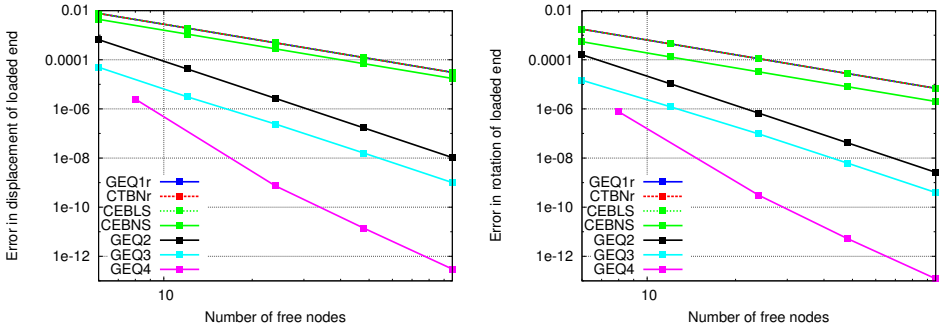 0.01
0.0001
1e-06
1e-08
1e-10
1e-12
10
Error in displacement of loaded end
Number of free nodes
GEQ1r
CTBNr
CEBLS
CEBNS
GEQ2
GEQ3
GEQ4
0.01
0.0001
1e-06
1e-08
1e-10
1e-12
10
Error in rotation of loaded end
Number of free nodes
GEQ1r
CTBNr
CEBLS
CEBNS
GEQ2
GEQ3
GEQ4